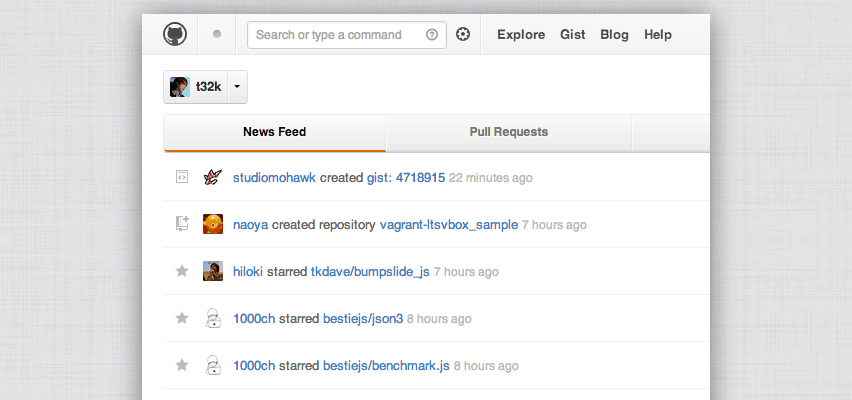 Search or type a command
Explore Gist Blog Help
t32k
News Feed Pull Requests
studiomohawk created gist: 4718915 22 minutes ago
naoya created repository vagrant-ltsvbox_sample 7 hours ago
hiloki starred tkdave/bumpslide_js 7 hours ago
1000ch starred bestiejs/json3 8 hours ago
1000ch starred bestiejs/benchmark.js 8 hours ago